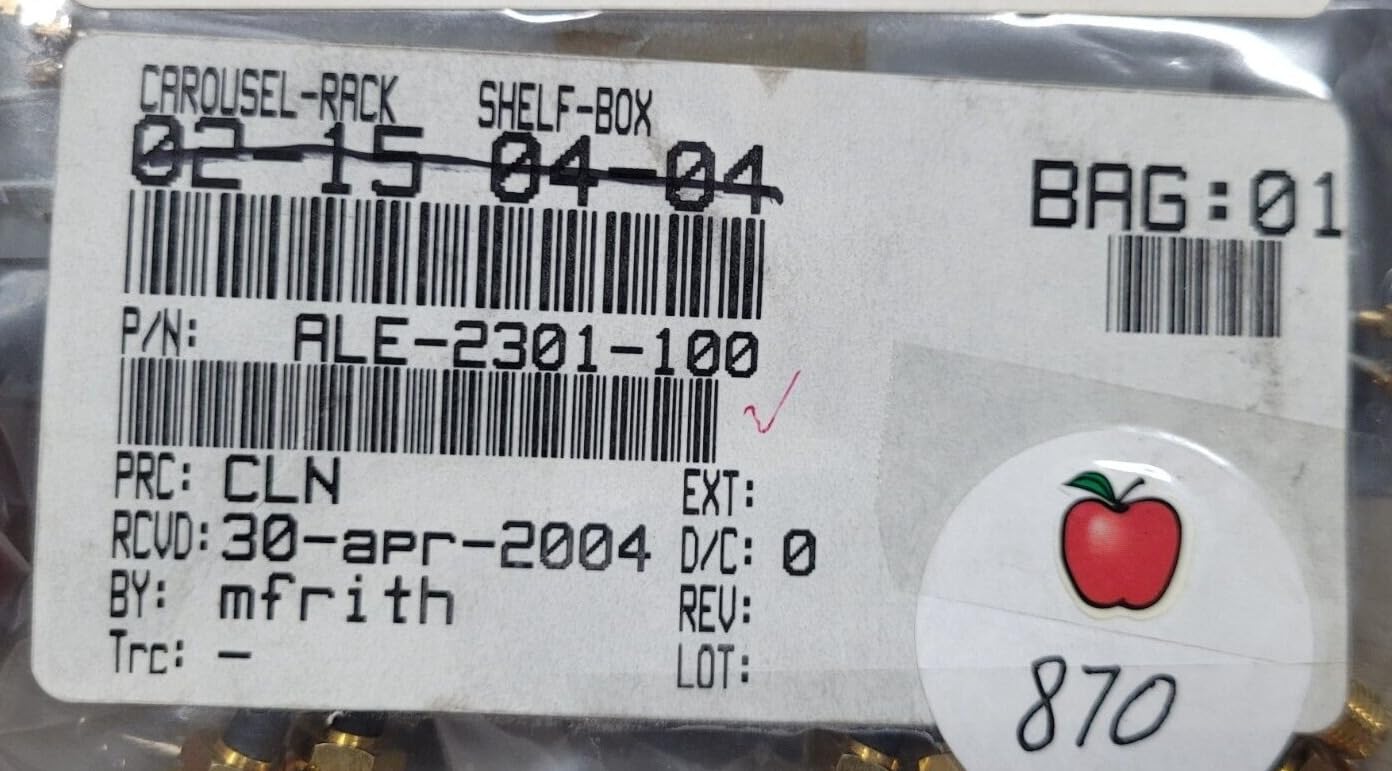 CAROUSEL-RACK SHELF-BOX
02-15 04-04
BAG:01
P/N: ALE-2301-100
PRC: CLN EXT:
RCVD: 30-apr-2004 D/C: 0
BY: mfrith REV:
Trc: - LOT:
870